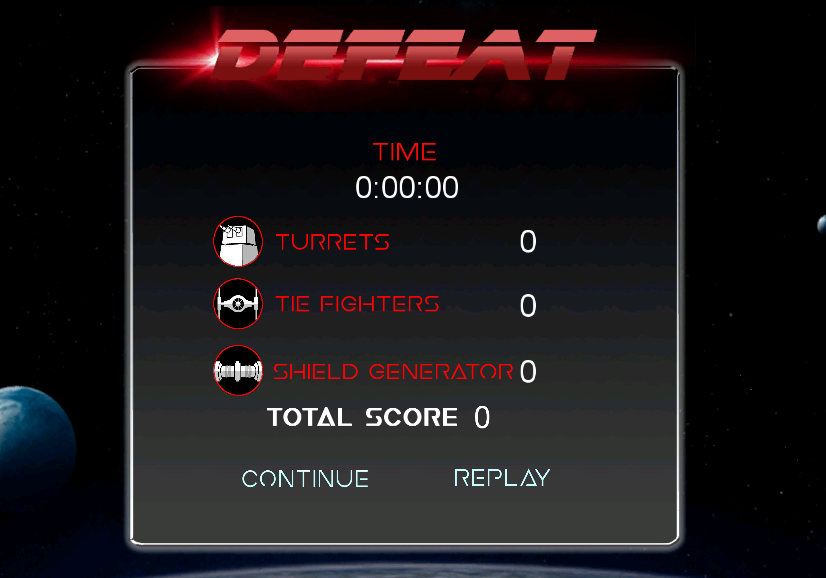 DEFEAT
TIME
0:00:00
TURRETS 0
TIE FIGHTERS 0
SHIELD GENERATOR 0
TOTAL SCORE 0
CONTINUE REPLAY